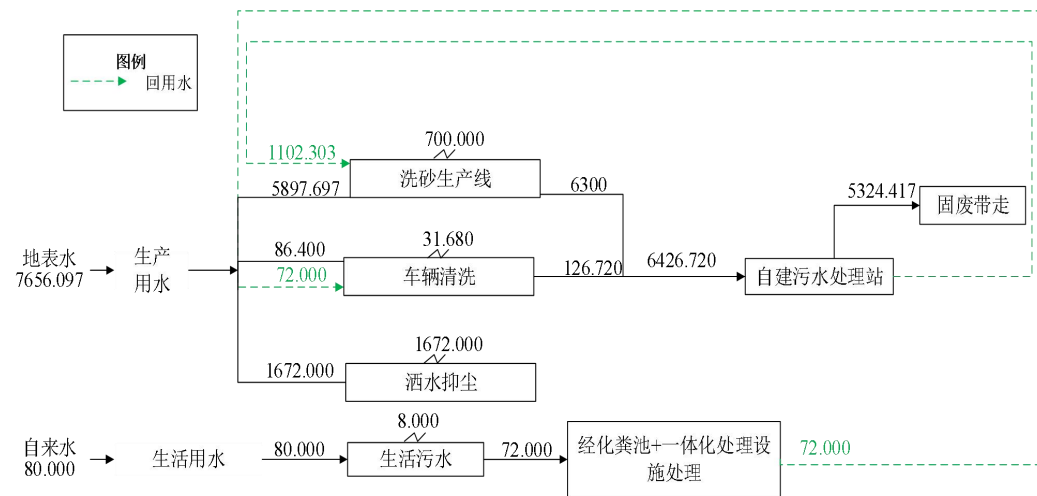 图例
回用水
1102.303
700.000
洗砂生产线
5897.697
6300
5324.417
固废带走
地表水
7656.097
生产
用水
86.400
31.680
72.000
车辆清洗
126.720
6426.720
自建污水处理站
1672.000
1672.000
洒水抑尘
自来水
80.000
生活用水
80.000
8.000
生活污水
72.000
经化粪池+一体化处理设
施处理
72.000